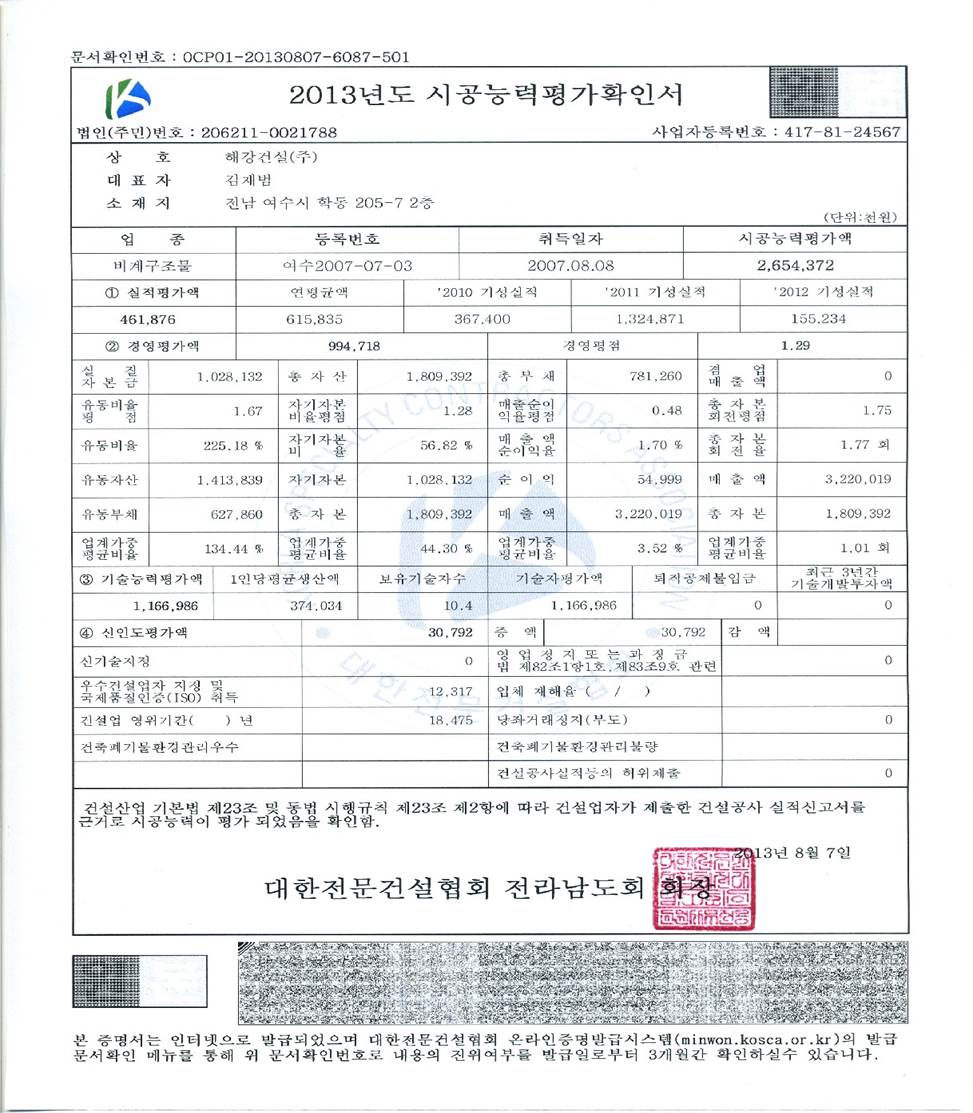 문서확인번호 : 0CP01-20130807-6087-501
2013년도 시공능력평가확인서
법인(주민)번호 : 206211-0021788 사업자등록번호 : 417-81-24567
상 호 해강건설(주)
대 표 자 김재범
소 재 지 전남 여수시 학동 205-7 2층
(단위:천원)
업 종 등록번호 취득일자 시공능력평가액
비계구조물 여수2007-07-03 2007.08.08 2,654,372
① 실적평가액 연평균액 '2010 기성실적 '2011 기성실적 '2012 기성실적
461,876 615,835 367,400 1,324,871 155,234
② 경영평가액 994,718 경영평점 1.29
실 질 자본금 1,028,132 총 자 산 1,809,392 총 부 채 781,260 겸 업 매 출 액 0
유동비율 평 점 1.67 자기자본 비율평점 1.28 매출순이 익율평점 0.48 총 자 본 회전평점 1.75
유동비율 225.18 % 자기자본 비 율 56.82 % 매 출 액 순이익율 1.70 % 총 자 본 회 전 율 1.77 회
유동자산 1,413,839 자기자본 1,028,132 순 이 익 54,999 매 출 액 3,220,019
유동부채 627,860 총 자 본 1,809,392 매 출 액 3,220,019 총 자 본 1,809,392
업계가중 평균비율 134.44 % 업계가중 평균비율 44.30 % 업계가중 평균비율 3.52 % 업계가중 평균비율 1.01 회
③ 기술능력평가액 1인당평균생산액 보유기술자수 기술자평가액 퇴직공제불입금 최근 3년간 기술개발투자액
1,166,986 374,034 10.4 1,166,986 0 0
④ 신인도평가액 30,792 증 액 30,792 감 액
신기술지정 0 영업정지 또는 과징금 법 제82조1항1호,제83조9호 관련 0
우수건설업자 지정 및 국제품질인증(ISO) 취득 12,317 업체 재해율 ( / )
건설업 영위기간( ) 년 18,475 당좌거래정지(부도) 0
건축폐기물환경관리우수 건축폐기물환경관리불량
건설공사실적등의 허위제출 0
건설산업 기본법 제23조 및 동법 시행규칙 제23조 제2항에 따라 건설업자가 제출한 건설공사 실적신고서를
근거로 시공능력이 평가 되었음을 확인함.
2013년 8월 7일
대한전문건설협회 전라남도회 회장
본 증명서는 인터넷으로 발급되었으며 대한전문건설협회 온라인증명발급시스템(minwon.kosca.or.kr)의 발급
문서확인 메뉴를 통해 위 문서확인번호로 내용의 진위여부를 발급일로부터 3개월간 확인하실수 있습니다.